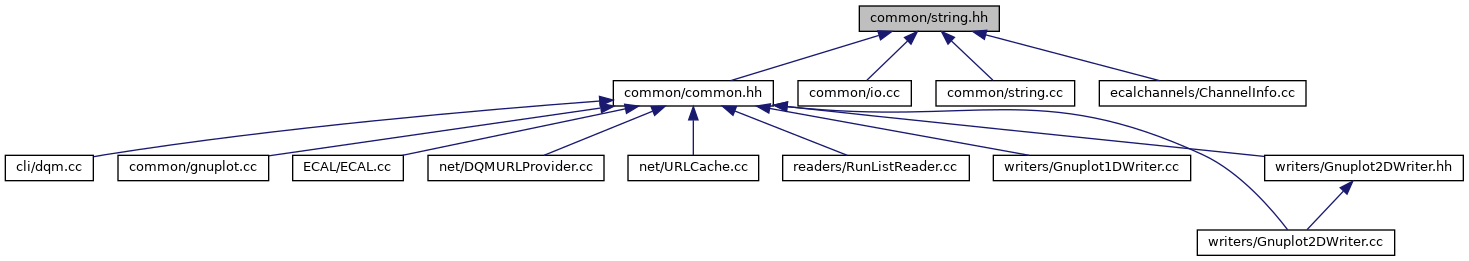 common/string.hh
common/common.hh
common/io.cc
common/string.cc
ecalchannels/ChannelInfo.cc
cli/dqm.cc
common/gnuplot.cc
ECAL/ECAL.cc
net/DQMURLProvider.cc
net/URLCache.cc
readers/RunListReader.cc
writers/Gnuplot1DWriter.cc
writers/Gnuplot2DWriter.hh
writers/Gnuplot2DWriter.cc